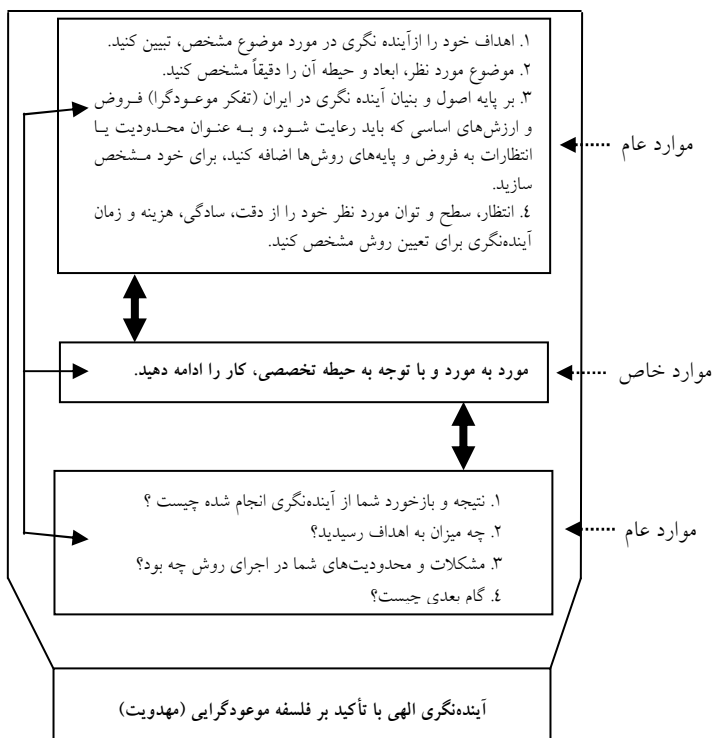 ۱. اهداف خود را ازآینده نگری در مورد موضوع مشخص، تبیین کنید.
۲. موضوع مورد نظر، ابعاد و حیطه آن را دقیقاً مشخص کنید.
۳. بر پایه اصول و بنیان آینده نگری در ایران (تفکر موعـودگرا) فـروض
و ارزش‌های اساسی که باید رعایت شـود، و بـه عنـوان محـدودیت یـا
انتظارات به فروض و پایه‌های روش‌ها اضافه کنید، برای خود مـشخص
سازید.
٤. انتظار، سطح و توان مورد نظر خود را از دقت، سادگی، هزینه و زمان
آینده‌نگری برای تعیین روش مشخص کنید.
موارد عام
مورد به مورد و با توجه به حیطه تخصصی، کار را ادامه دهید.
موارد خاص
۱. نتیجه و بازخورد شما از آینده‌نگری انجام شده چیست ؟
۲. چه میزان به اهداف رسیدید؟
۳. مشکلات و محدودیت‌های شما در اجرای روش چه بود؟
٤. گام بعدی چیست؟
موارد عام
آینده‌نگری الهی با تأکید بر فلسفه موعودگرایی (مهدویت)